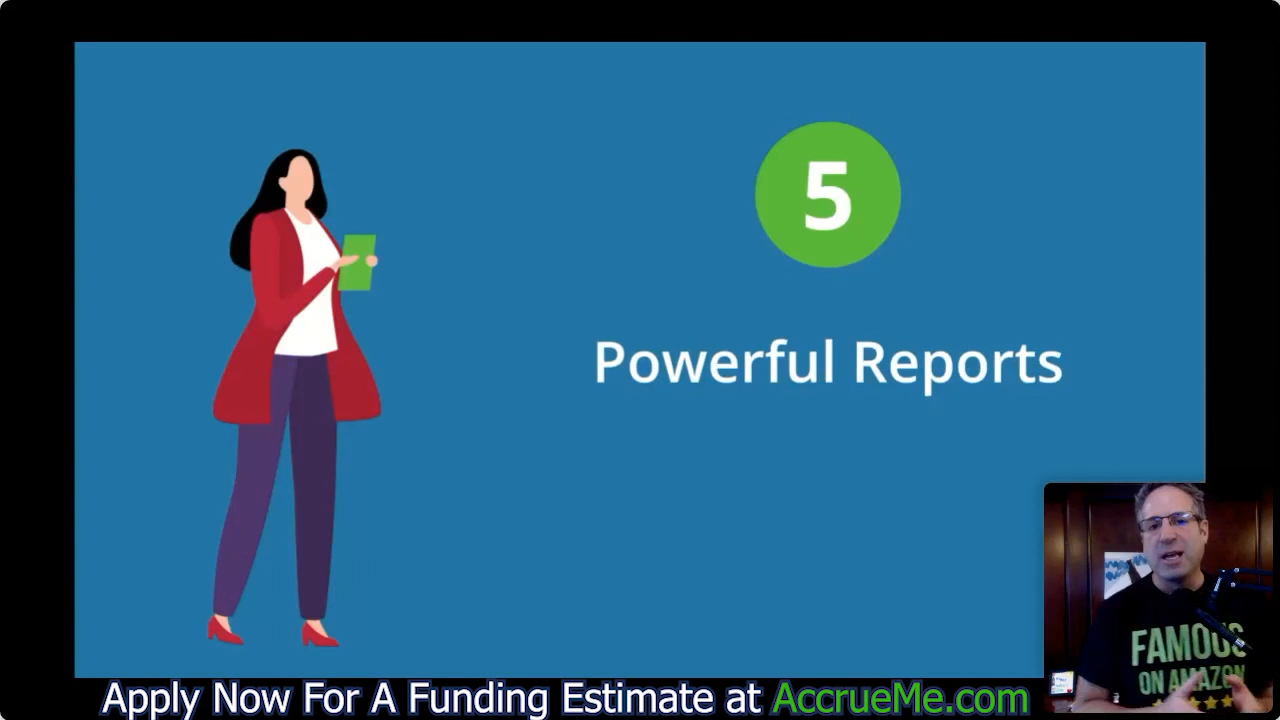 5
Powerful Reports
FAMOUS
ON AMAZON
Apply Now For A Funding Estimate at AccrueMe.com